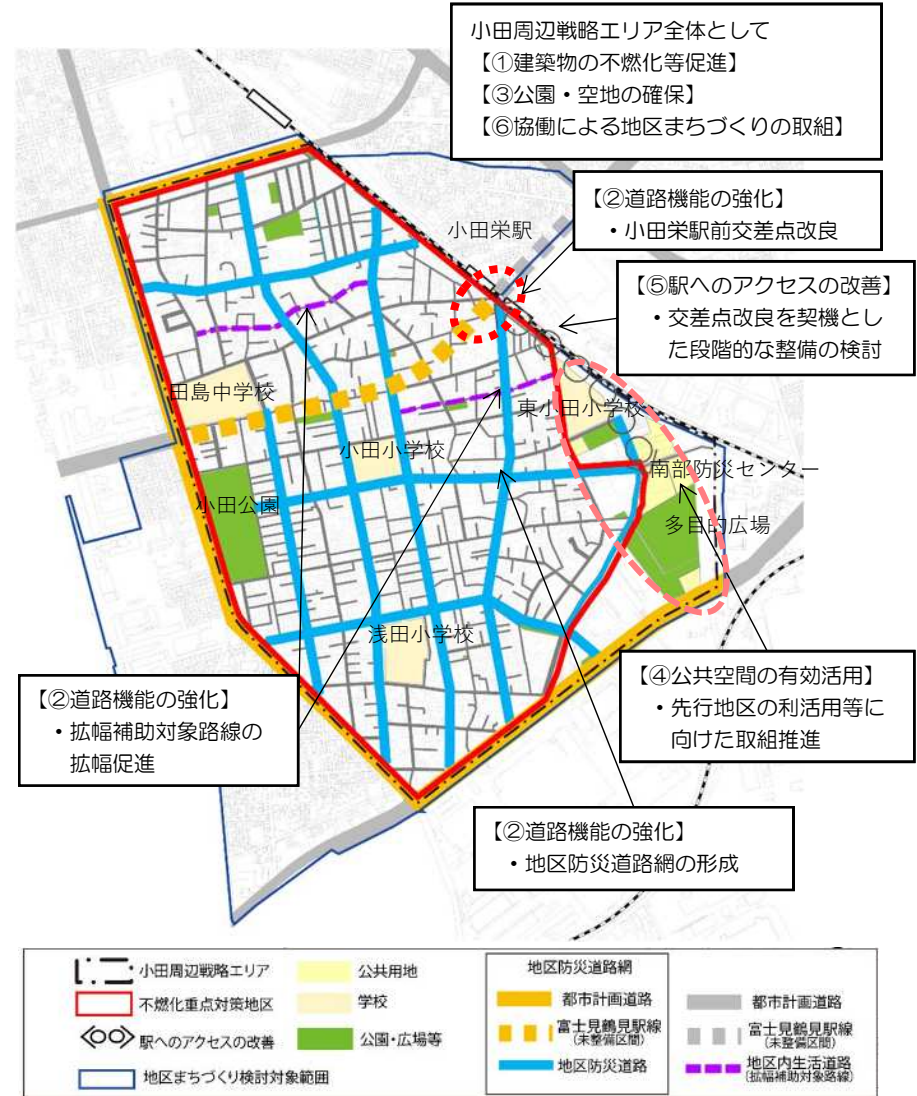 小田周辺戦略エリア全体として
【①建築物の不燃化等促進】
【③公園・空地の確保】
【⑥協働による地区まちづくりの取組】
【②道路機能の強化】
・小田栄駅前交差点改良
小田栄駅
【⑤駅へのアクセスの改善】
・交差点改良を契機とし
た段階的な整備の検討
田島中学校
東小田小学校
小田小学校
南部防災センター
小田公園
多目的広場
浅田小学校
【②道路機能の強化】
・拡幅補助対象路線の
拡幅促進
【④公共空間の有効活用】
・先行地区の利活用等に
向けた取組推進
【②道路機能の強化】
・地区防災道路網の形成
小田周辺戦略エリア
不燃化重点対策地区
駅へのアクセスの改善
地区まちづくり検討対象範囲
公共用地
学校
公園・広場等
地区防災道路網
都市計画道路
富士見鶴見駅線
(未整備区間)
地区防災道路
都市計画道路
富士見鶴見駅線
(未整備区間)
地区内生活道路
(拡幅補助対象路線)